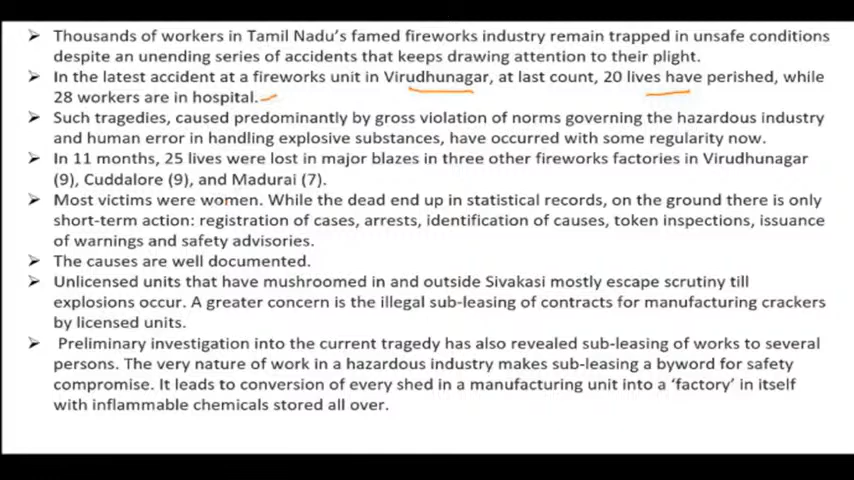 ➢ Thousands of workers in Tamil Nadu's famed fireworks industry remain trapped in unsafe conditions
despite an unending series of accidents that keeps drawing attention to their plight.
➢ In the latest accident at a fireworks unit in Virudhunagar, at last count, 20 lives have perished, while
28 workers are in hospital.
➢ Such tragedies, caused predominantly by gross violation of norms governing the hazardous industry
and human error in handling explosive substances, have occurred with some regularity now.
➢ In 11 months, 25 lives were lost in major blazes in three other fireworks factories in Virudhunagar
(9), Cuddalore (9), and Madurai (7).
➢ Most victims were women. While the dead end up in statistical records, on the ground there is only
short-term action: registration of cases, arrests, identification of causes, token inspections, issuance
of warnings and safety advisories.
➢ The causes are well documented.
➢ Unlicensed units that have mushroomed in and outside Sivakasi mostly escape scrutiny till
explosions occur. A greater concern is the illegal sub-leasing of contracts for manufacturing crackers
by licensed units.
➢ Preliminary investigation into the current tragedy has also revealed sub-leasing of works to several
persons. The very nature of work in a hazardous industry makes sub-leasing a byword for safety
compromise. It leads to conversion of every shed in a manufacturing unit into a 'factory' in itself
with inflammable chemicals stored all over.